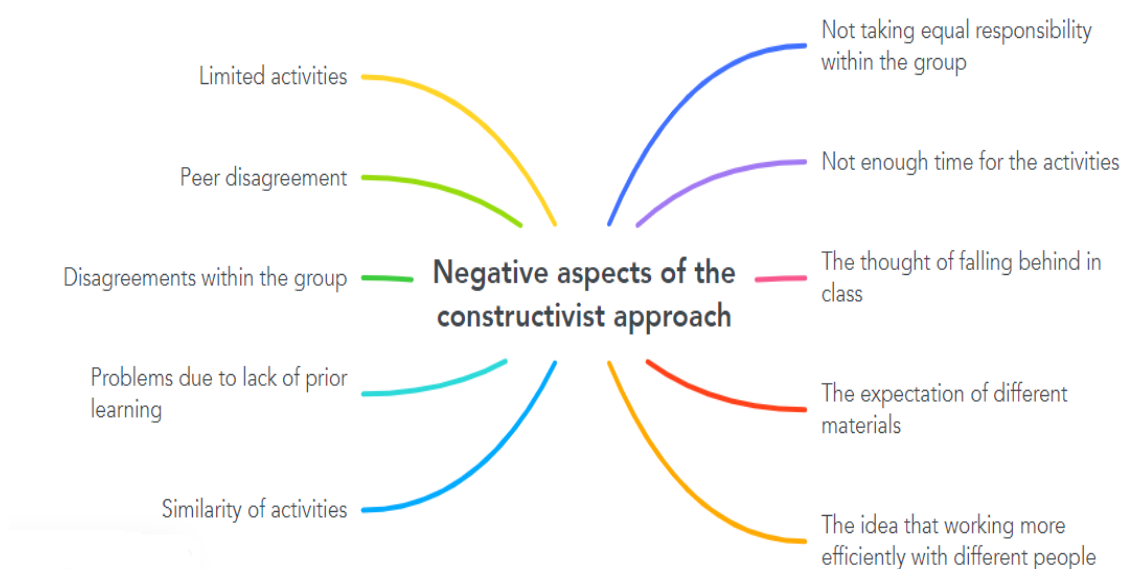 Negative aspects of the
constructivist approach
Limited activities
Peer disagreement
Disagreements within the group
Problems due to lack of prior
learning
Similarity of activities
Not taking equal responsibility
within the group
Not enough time for the activities
The thought of falling behind in
class
The expectation of different
materials
The idea that working more
efficiently with different people